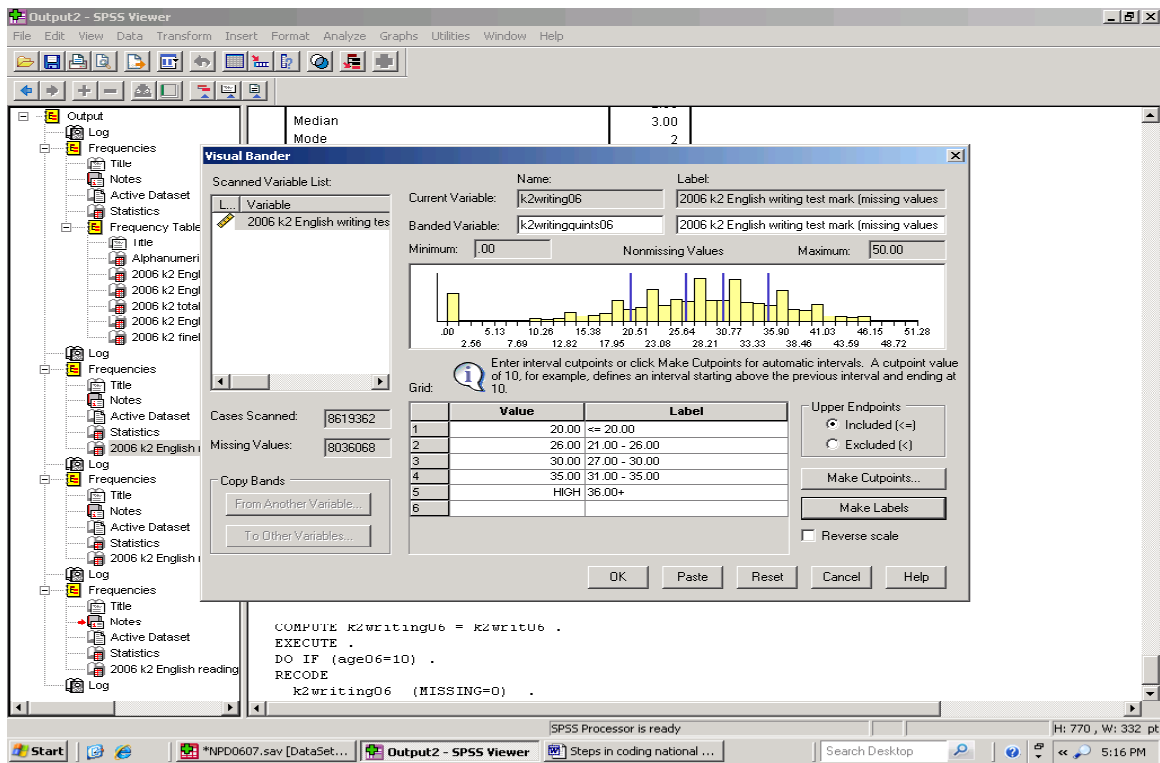 Output2 - SPSS Viewer
File Edit View Data Transform Insert Format Analyze Graphs Utilities Window Help
Output
Log
Frequencies
Title
Notes
Active Dataset
Statistics
Frequency Table
Title
Alphanumeri
2006 k2 Engl
2006 k2 Engl
2006 k2 total
2006 k2 Engl
2006 k2 finel
Log
Frequencies
Title
Notes
Active Dataset
Statistics
2006 k2 English r
Log
Frequencies
Title
Notes
Active Dataset
Statistics
2006 k2 English r
Log
Frequencies
Title
Notes
Active Dataset
Statistics
2006 k2 English reading
Log
Median 3.00
Mode 2
Visual Bander
Scanned Variable List:
L... Variable
2006 k2 English writing tes
Cases Scanned: 8619362
Missing Values: 8036068
Copy Bands
From Another Variable...
To Other Variables...
Name: Label:
Current Variable: k2writing06 2006 k2 English writing test mark (missing values
Banded Variable: k2writingquints06 2006 k2 English writing test mark (missing values
Minimum: .00 Nonmissing Values Maximum: 50.00
.00 5.13 10.26 15.38 20.51 25.64 30.77 35.90 41.03 46.15 51.28
2.56 7.69 12.82 17.95 23.08 28.21 33.33 38.46 43.59 48.72
Enter interval cutpoints or click Make Cutpoints for automatic intervals. A cutpoint value
of 10, for example, defines an interval starting above the previous interval and ending at
10.
Grid:
Value Label
1 20.00 <= 20.00
2 26.00 21.00 - 26.00
3 30.00 27.00 - 30.00
4 35.00 31.00 - 35.00
5 HIGH 36.00+
6
Upper Endpoints
Included (<=)
Excluded (<)
Make Cutpoints...
Make Labels
Reverse scale
OK Paste Reset Cancel Help
COMPUTE k2writing06 = k2writ06 .
EXECUTE .
DO IF (age06=10) .
RECODE
k2writing06 (MISSING=0) .
SPSS Processor is ready
H: 770 , W: 332 pt
Start
*NPD0607.sav [DataSet...
Output2 - SPSS Viewer
Steps in coding national ...
Search Desktop
5:16 PM